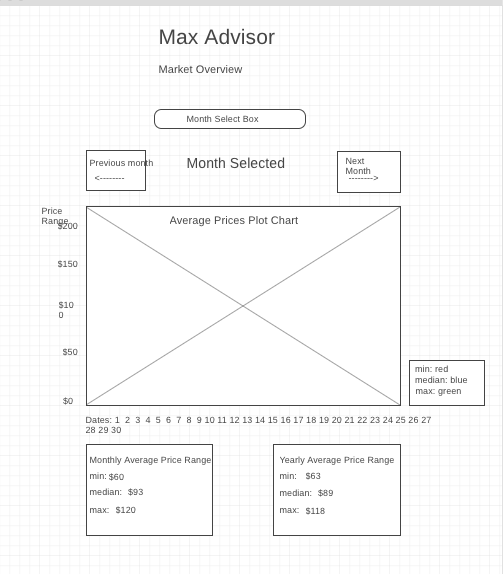 Max Advisor
Market Overview
Month Select Box
Previous month
<--------
Month Selected
Next
Month
-------->
Price
Range
Average Prices Plot Chart
$200
$150
$10
0
$50
$0
min: red
median: blue
max: green
Dates: 1 2 3 4 5 6 7 8 9 10 11 12 13 14 15 16 17 18 19 20 21 22 23 24 25 26 27
28 29 30
Monthly Average Price Range
min: $60
median: $93
max: $120
Yearly Average Price Range
min: $63
median: $89
max: $118